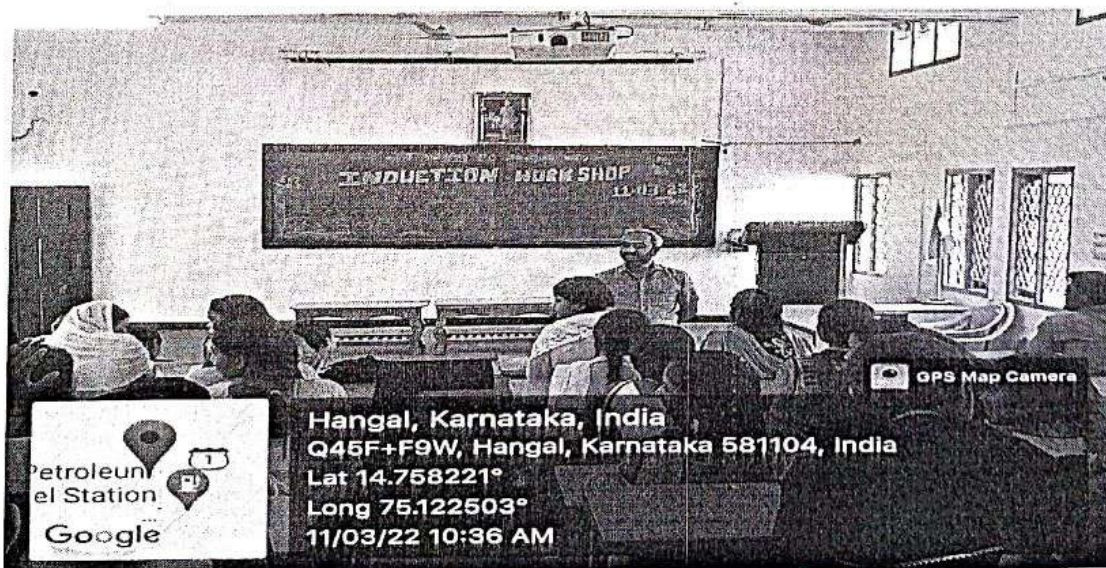 INDUCTION WORK SHOP
11-03-22
GPS Map Camera
Hangal, Karnataka, India
Q45F+F9W, Hangal, Karnataka 581104, India
Lat 14.758221°
Long 75.122503°
11/03/22 10:36 AM
1
Petroleum
el Station
Google